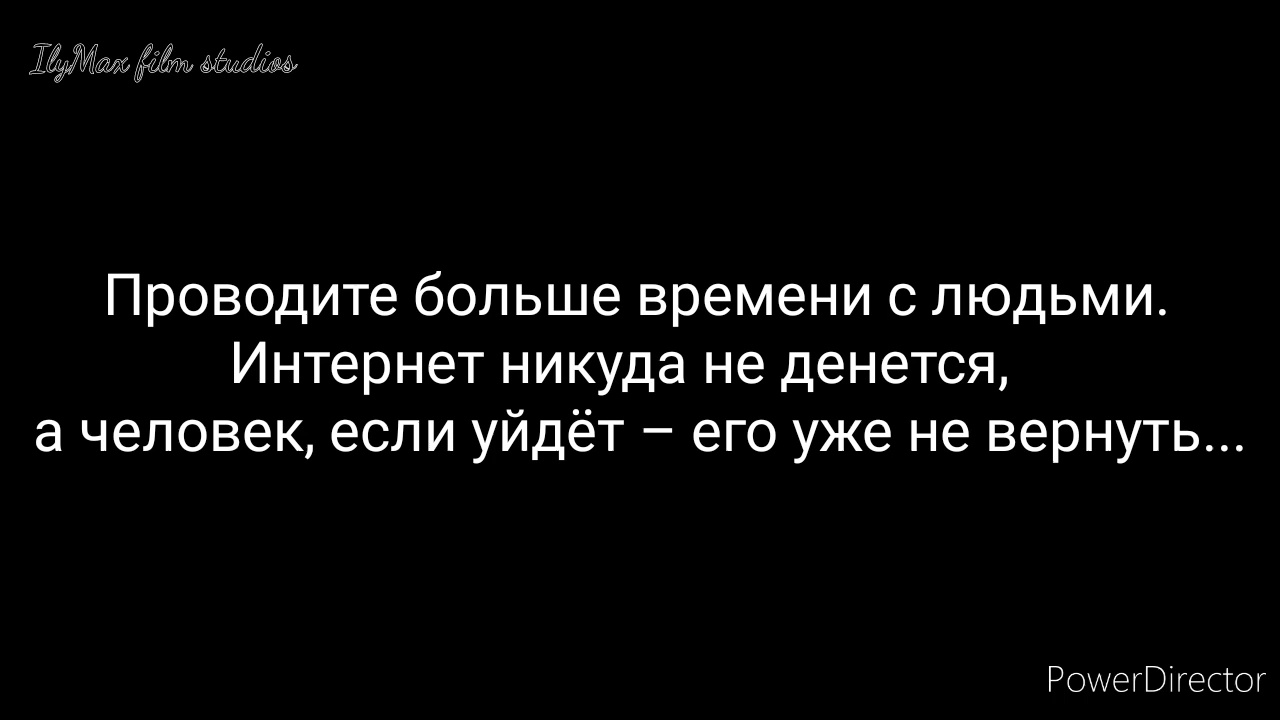 IlyMax film studios
Проводите больше времени с людьми.
Интернет никуда не денется,
а человек, если уйдёт – его уже не вернуть...
PowerDirector